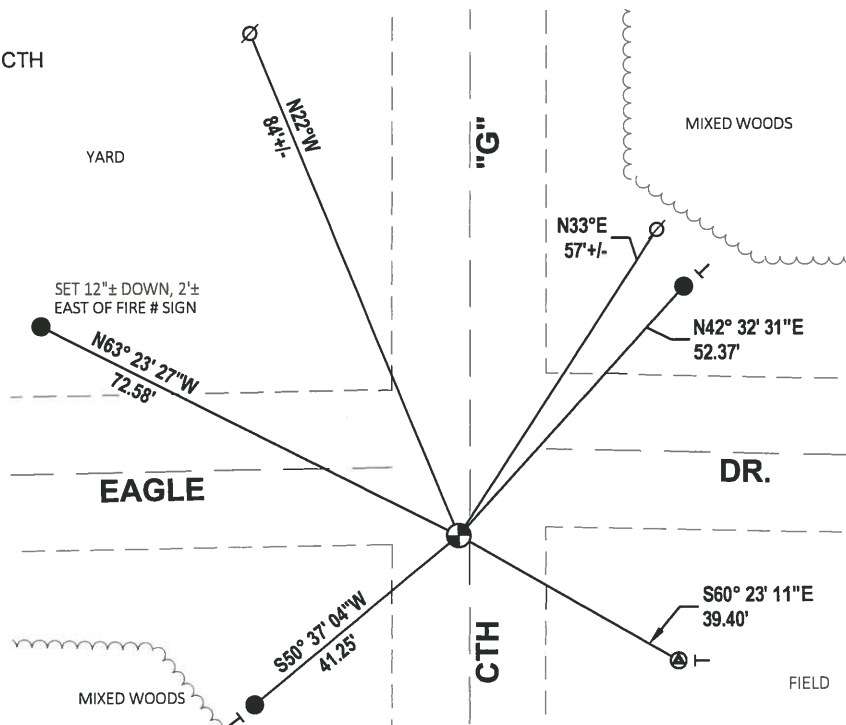 CTH
N22°W
84'+/-
"G"
MIXED WOODS
YARD
N33°E
57'+/-
SET 12"± DOWN, 2'±
EAST OF FIRE # SIGN
N63° 23' 27"W
72.58'
N42° 32' 31"E
52.37'
EAGLE
DR.
S60° 23' 11"E
39.40'
S50° 37' 04"W
41.25'
CTH
FIELD
MIXED WOODS